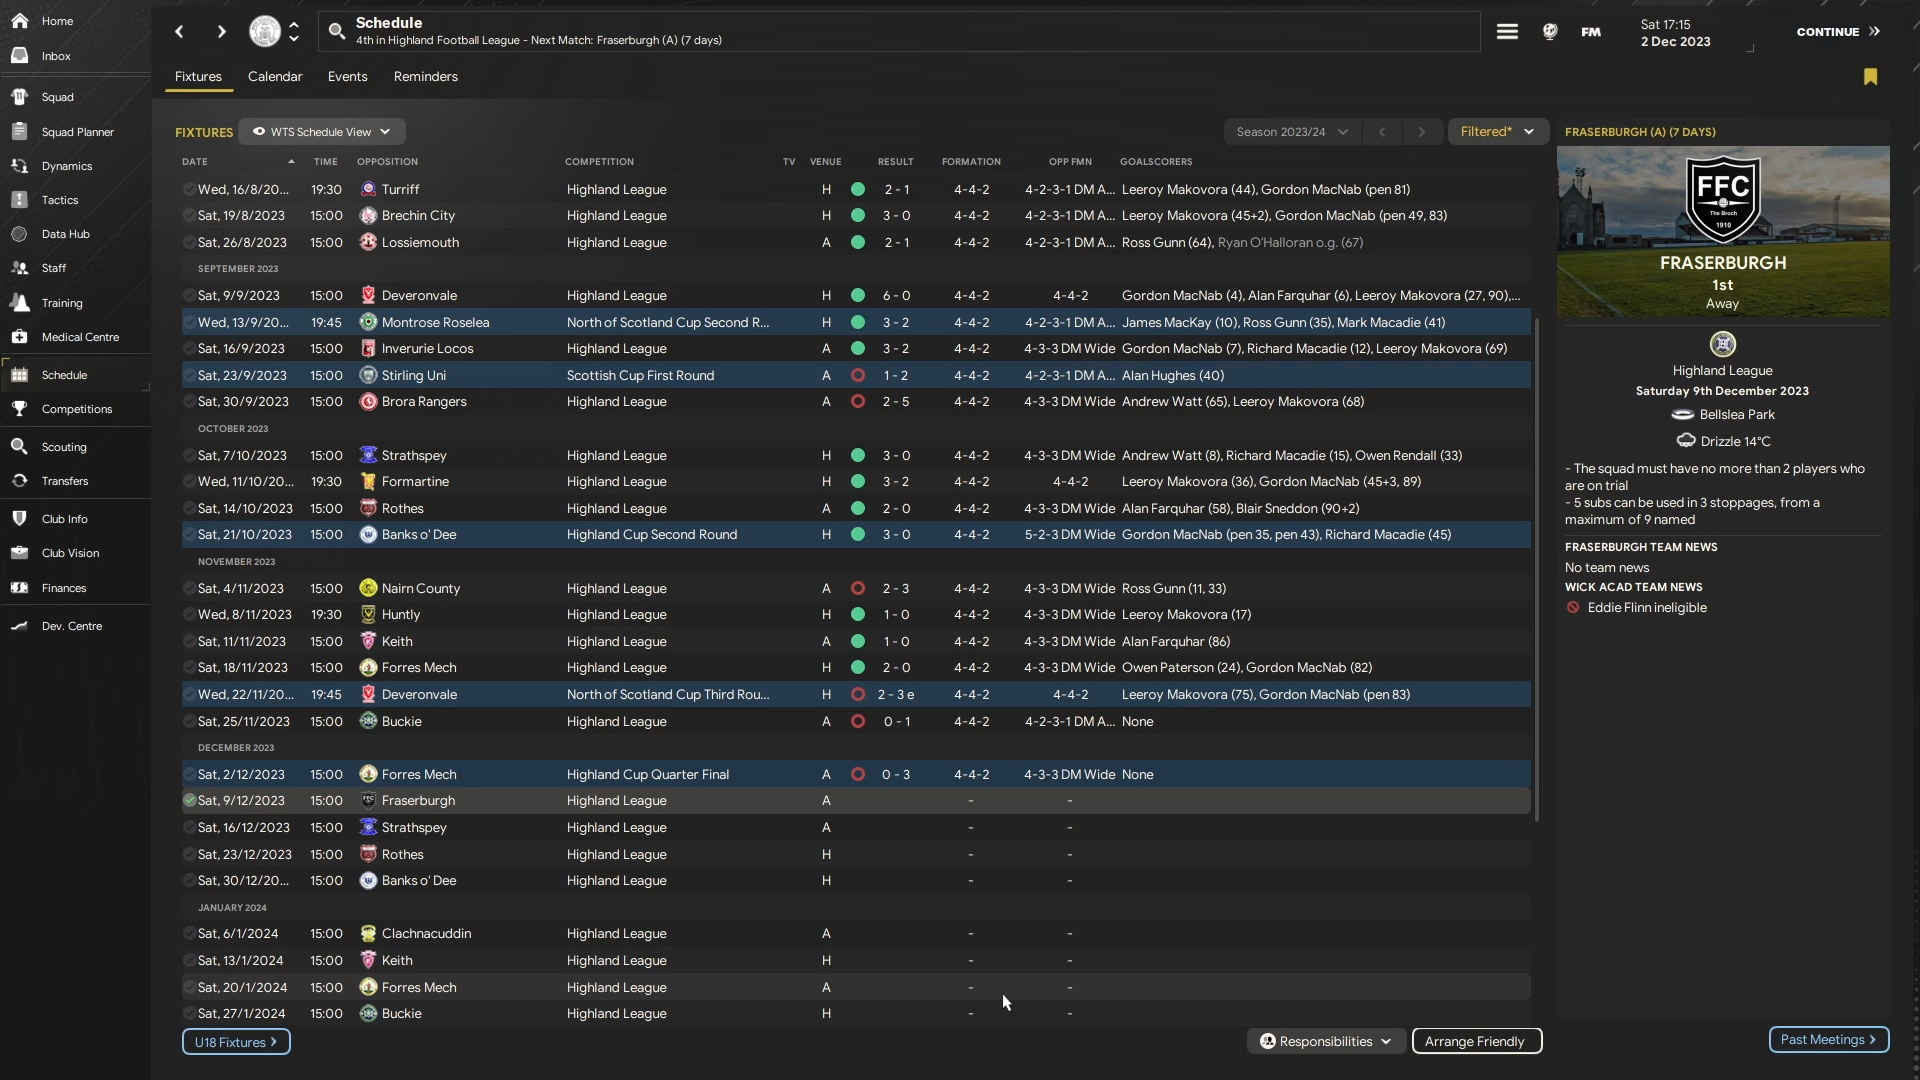 Home
Inbox
Squad
Squad Planner
Dynamics
Tactics
Data Hub
Staff
Training
Medical Centre
Schedule
Competitions
Scouting
Transfers
Club Info
Club Vision
Finances
Dev. Centre
Schedule
4th in Highland Football League - Next Match: Fraserburgh (A) (7 days)
FM
Sat 17:15
2 Dec 2023
CONTINUE
Fixtures Calendar Events Reminders
FIXTURES WTS Schedule View Season 2023/24 Filtered*
DATE TIME OPPOSITION COMPETITION TV VENUE RESULT FORMATION OPP FMN GOALSCORERS
Wed, 16/8/20... 19:30 Turriff Highland League H 2 - 1 4-4-2 4-2-3-1 DM A... Leeroy Makovora (44), Gordon MacNab (pen 81)
Sat, 19/8/2023 15:00 Brechin City Highland League H 3 - 0 4-4-2 4-2-3-1 DM A... Leeroy Makovora (45+2), Gordon MacNab (pen 49, 83)
Sat, 26/8/2023 15:00 Lossiemouth Highland League A 2 - 1 4-4-2 4-2-3-1 DM A... Ross Gunn (64), Ryan O'Halloran o.g. (67)
SEPTEMBER 2023
Sat, 9/9/2023 15:00 Deveronvale Highland League H 6 - 0 4-4-2 4-4-2 Gordon MacNab (4), Alan Farquhar (6), Leeroy Makovora (27, 90),...
Wed, 13/9/20... 19:45 Montrose Roselea North of Scotland Cup Second R... H 3 - 2 4-4-2 4-2-3-1 DM A... James MacKay (10), Ross Gunn (35), Mark Macadie (41)
Sat, 16/9/2023 15:00 Inverurie Locos Highland League A 3 - 2 4-4-2 4-3-3 DM Wide Gordon MacNab (7), Richard Macadie (12), Leeroy Makovora (69)
Sat, 23/9/2023 15:00 Stirling Uni Scottish Cup First Round A 1 - 2 4-4-2 4-2-3-1 DM A... Alan Hughes (40)
Sat, 30/9/2023 15:00 Brora Rangers Highland League A 2 - 5 4-4-2 4-3-3 DM Wide Andrew Watt (65), Leeroy Makovora (68)
OCTOBER 2023
Sat, 7/10/2023 15:00 Strathspey Highland League H 3 - 0 4-4-2 4-3-3 DM Wide Andrew Watt (8), Richard Macadie (15), Owen Rendall (33)
Wed, 11/10/20... 19:30 Formartine Highland League H 3 - 2 4-4-2 4-4-2 Leeroy Makovora (36), Gordon MacNab (45+3, 89)
Sat, 14/10/2023 15:00 Rothes Highland League A 2 - 0 4-4-2 4-3-3 DM Wide Alan Farquhar (58), Blair Sneddon (90+2)
Sat, 21/10/2023 15:00 Banks o' Dee Highland Cup Second Round H 3 - 0 4-4-2 5-2-3 DM Wide Gordon MacNab (pen 35, pen 43), Richard Macadie (45)
NOVEMBER 2023
Sat, 4/11/2023 15:00 Nairn County Highland League A 2 - 3 4-4-2 4-3-3 DM Wide Ross Gunn (11, 33)
Wed, 8/11/2023 19:30 Huntly Highland League H 1 - 0 4-4-2 4-3-3 DM Wide Leeroy Makovora (17)
Sat, 11/11/2023 15:00 Keith Highland League A 1 - 0 4-4-2 4-3-3 DM Wide Alan Farquhar (86)
Sat, 18/11/2023 15:00 Forres Mech Highland League H 2 - 0 4-4-2 4-3-3 DM Wide Owen Paterson (24), Gordon MacNab (82)
Wed, 22/11/20... 19:45 Deveronvale North of Scotland Cup Third Rou... H 2 - 3 e 4-4-2 4-4-2 Leeroy Makovora (75), Gordon MacNab (pen 83)
Sat, 25/11/2023 15:00 Buckie Highland League A 0 - 1 4-4-2 4-2-3-1 DM A... None
DECEMBER 2023
Sat, 2/12/2023 15:00 Forres Mech Highland Cup Quarter Final A 0 - 3 4-4-2 4-3-3 DM Wide None
Sat, 9/12/2023 15:00 Fraserburgh Highland League A - -
Sat, 16/12/2023 15:00 Strathspey Highland League A - -
Sat, 23/12/2023 15:00 Rothes Highland League H - -
Sat, 30/12/20... 15:00 Banks o' Dee Highland League H - -
JANUARY 2024
Sat, 6/1/2024 15:00 Clachnacuddin Highland League A - -
Sat, 13/1/2024 15:00 Keith Highland League H - -
Sat, 20/1/2024 15:00 Forres Mech Highland League A - -
Sat, 27/1/2024 15:00 Buckie Highland League H - -
U18 Fixtures Responsibilities Arrange Friendly
FRASERBURGH (A) (7 DAYS)
FFC
The Broch
1910
FRASERBURGH
1st
Away
Highland League
Saturday 9th December 2023
Bellslea Park
Drizzle 14°C
- The squad must have no more than 2 players who
are on trial
- 5 subs can be used in 3 stoppages, from a
maximum of 9 named
FRASERBURGH TEAM NEWS
No team news
WICK ACAD TEAM NEWS
Eddie Flinn ineligible
Past Meetings